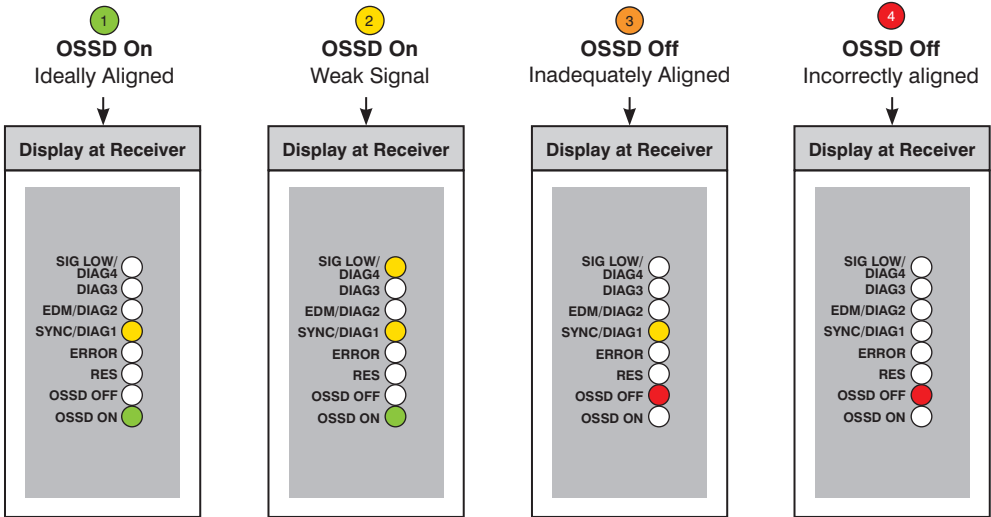 1
OSSD On
Ideally Aligned
Display at Receiver
SIG LOW/
DIAG4
DIAG3
EDM/DIAG2
SYNC/DIAG1
ERROR
RES
OSSD OFF
OSSD ON
2
OSSD On
Weak Signal
Display at Receiver
SIG LOW/
DIAG4
DIAG3
EDM/DIAG2
SYNC/DIAG1
ERROR
RES
OSSD OFF
OSSD ON
3
OSSD Off
Inadequately Aligned
Display at Receiver
SIG LOW/
DIAG4
DIAG3
EDM/DIAG2
SYNC/DIAG1
ERROR
RES
OSSD OFF
OSSD ON
4
OSSD Off
Incorrectly aligned
Display at Receiver
SIG LOW/
DIAG4
DIAG3
EDM/DIAG2
SYNC/DIAG1
ERROR
RES
OSSD OFF
OSSD ON